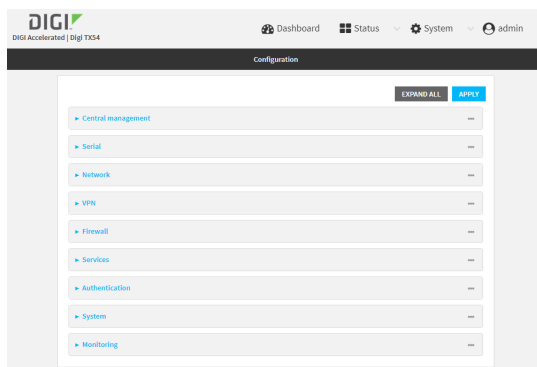 DIGI
DIGI Accelerated | Digi TX54
Dashboard Status System admin
Configuration
EXPAND ALL APPLY
Central management
Serial
Network
VPN
Firewall
Services
Authentication
System
Monitoring